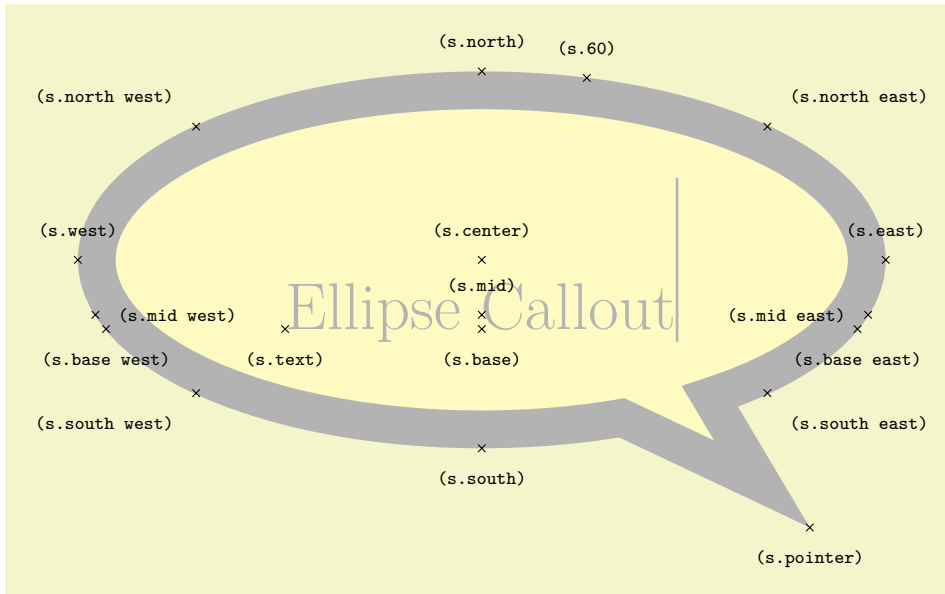 (s.north)
(s.60)
(s.north west)
(s.north east)
(s.west)
(s.center)
(s.east)
(s.mid)
Ellipse Callout
(s.mid west)
(s.mid east)
(s.base west)
(s.text)
(s.base)
(s.base east)
(s.south west)
(s.south east)
(s.south)
(s.pointer)